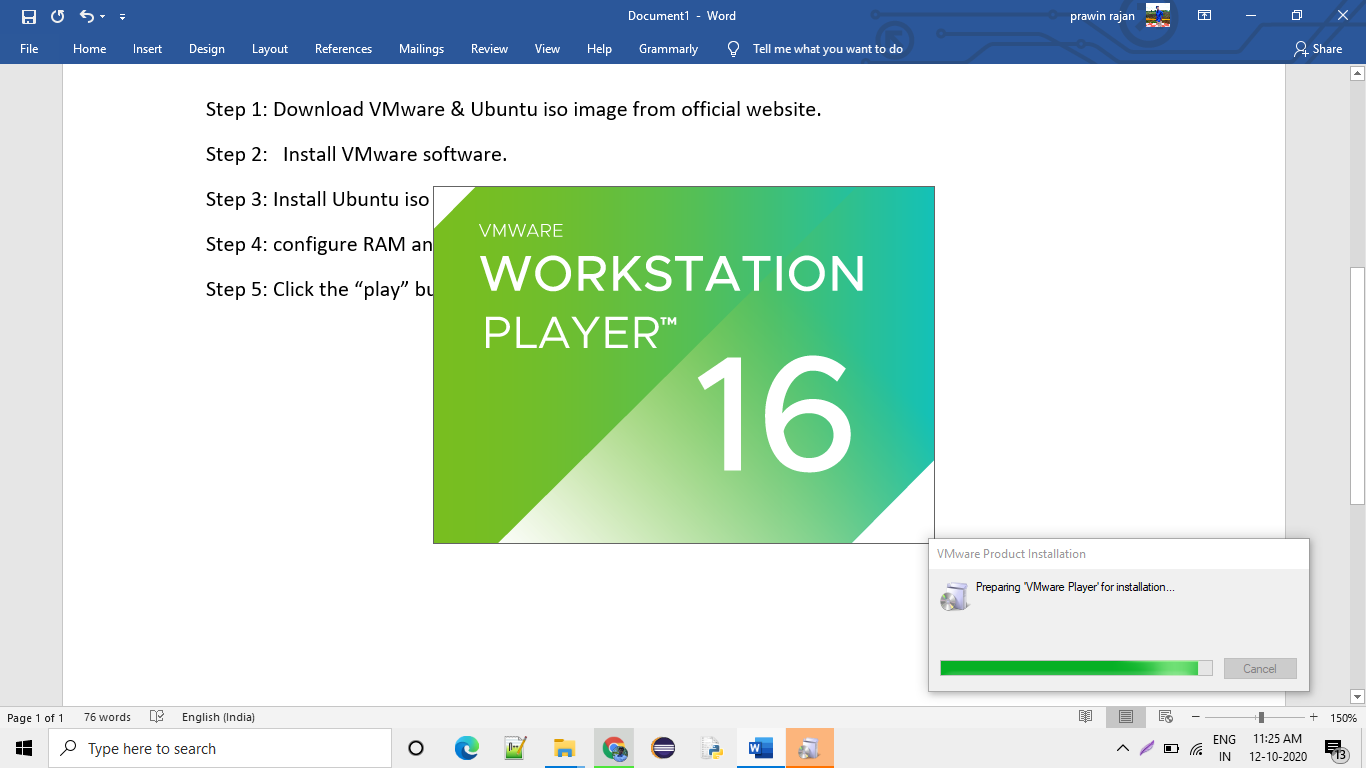 Document1 - Word
prawin rajan
File Home Insert Design Layout References Mailings Review View Help Grammarly Tell me what you want to do Share
Step 1: Download VMware & Ubuntu iso image from official website.
Step 2: Install VMware software.
Step 3: Install Ubuntu iso
Step 4: configure RAM an
Step 5: Click the “play” bu
VMWARE
WORKSTATION
PLAYER™
16
VMware Product Installation
Preparing 'VMware Player' for installation...
Cancel
Page 1 of 1 76 words English (India) 150%
Type here to search
W
ENG
IN
11:25 AM
12-10-2020
13